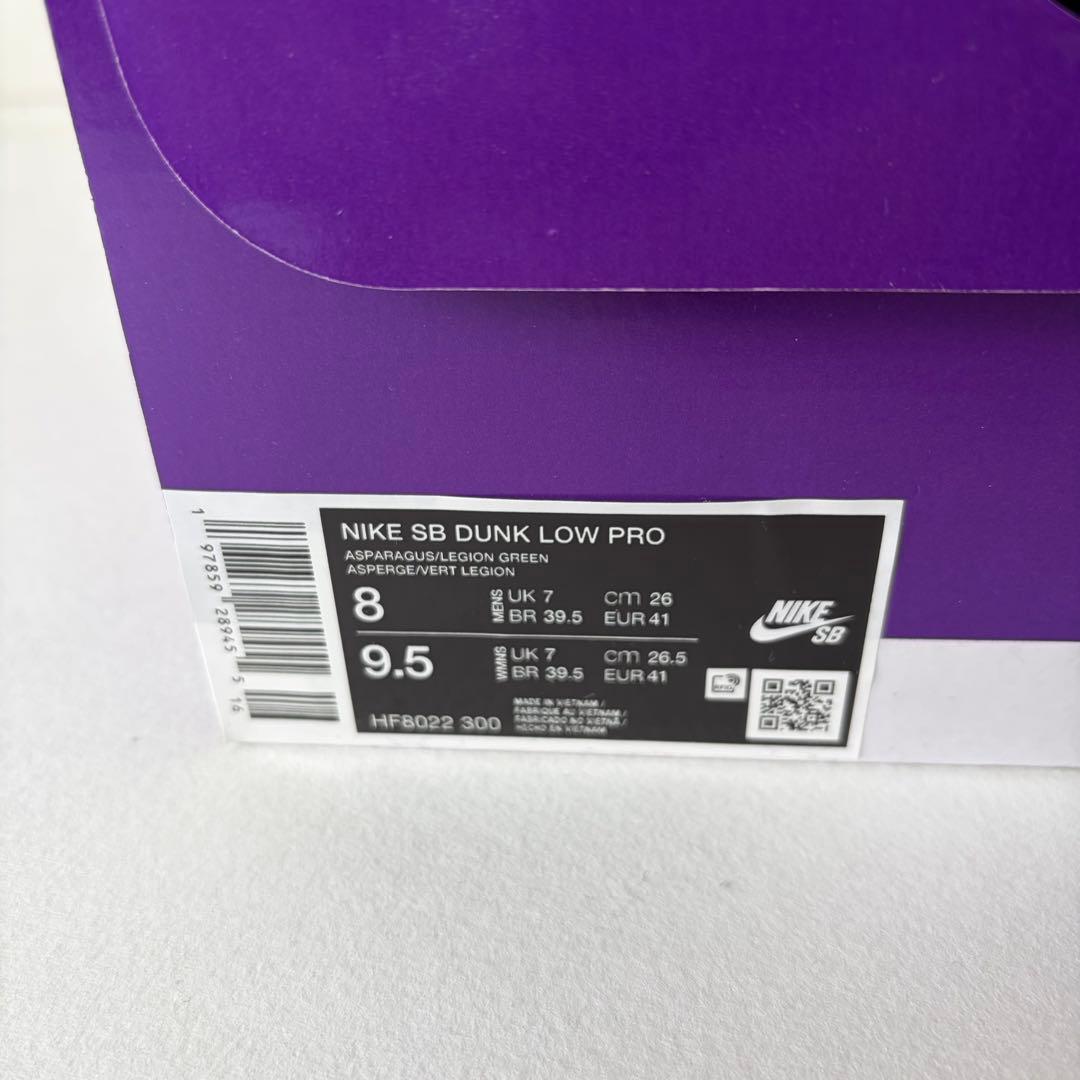 NIKE SB DUNK LOW PRO
ASPARAGUS/LEGION GREEN
ASPERGE/VERT LEGION
8 MENS UK 7 cm 26
BR 39.5 EUR 41
9.5 WMNS UK 7 cm 26.5
BR 39.5 EUR 41
HF8022 300
MADE IN VIETNAM /
FABRIQUE AU VIETNAM /
FABRICADO NO VIETNÃ /
HECHO EN VIETNAM
NIKE
SB
RFID
1 97859 28945 5 16